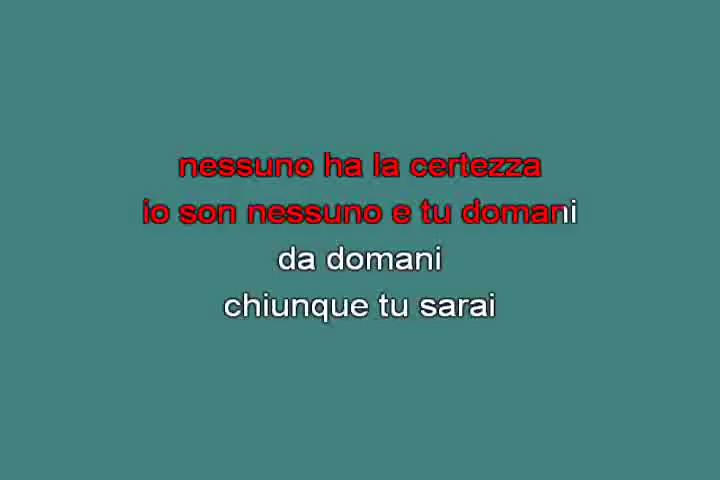 nessuno ha la certezza
io son nessuno e tu domani
da domani
chiunque tu sarai